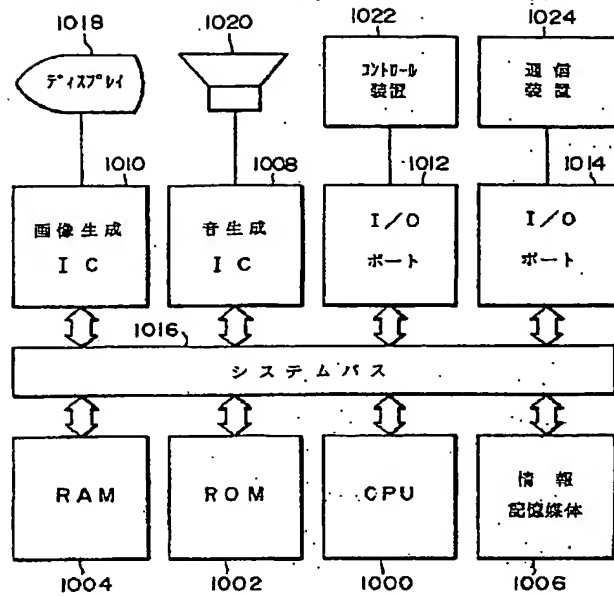 1018
1020
1022
1024
ディスプレイ
コントロール
装置
通信
装置
1010
1008
1012
1014
画像生成
IC
音生成
IC
I/O
ポート
I/O
ポート
1016
システムバス
RAM
ROM
CPU
情報
記憶媒体
1004
1002
1000
1006